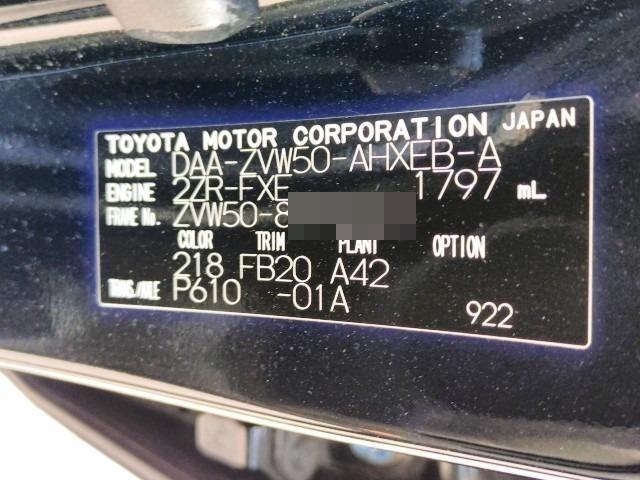 TOYOTA MOTOR CORPORATION JAPAN
MODEL DAA-ZVW50-AHXEB-A
ENGINE 2ZR-FXE 1797 mL
FRAME No. ZVW50-8
COLOR TRIM PLANT OPTION
218 FB20 A42
TRANS./AXLE P610 -01A
922